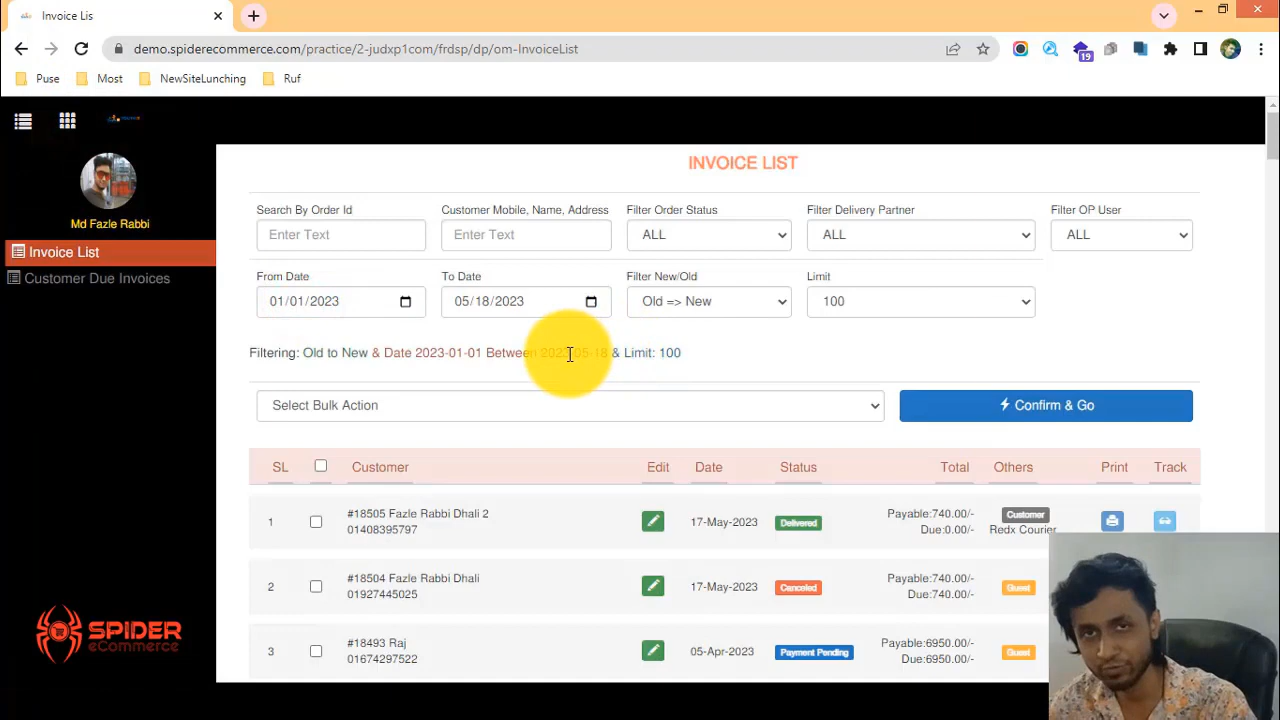 Invoice Lis
demo.spiderecommerce.com/practice/2-judxp1com/frdsp/dp/om-InvoiceList
19
Puse
Most
NewSiteLunching
Ruf
Md Fazle Rabbi
Invoice List
Customer Due Invoices
INVOICE LIST
Search By Order Id
Customer Mobile, Name, Address
Filter Order Status
Filter Delivery Partner
Filter OP User
Enter Text
Enter Text
ALL
ALL
ALL
From Date
To Date
Filter New/Old
Limit
01/01/2023
05/18/2023
Old => New
100
Filtering: Old to New & Date 2023-01-01 Between 2023-05-18 & Limit: 100
Select Bulk Action
Confirm & Go
SL
Customer
Edit
Date
Status
Total
Others
Print
Track
1
#18505 Fazle Rabbi Dhali 2
01408395797
17-May-2023
Delivered
Payable:740.00/-
Due:0.00/-
Customer
Redx Courier
2
#18504 Fazle Rabbi Dhali
01927445025
17-May-2023
Canceled
Payable:740.00/-
Due:740.00/-
Guest
3
#18493 Raj
01674297522
05-Apr-2023
Payment Pending
Payable:6950.00/-
Due:6950.00/-
Guest
SPIDER
eCommerce